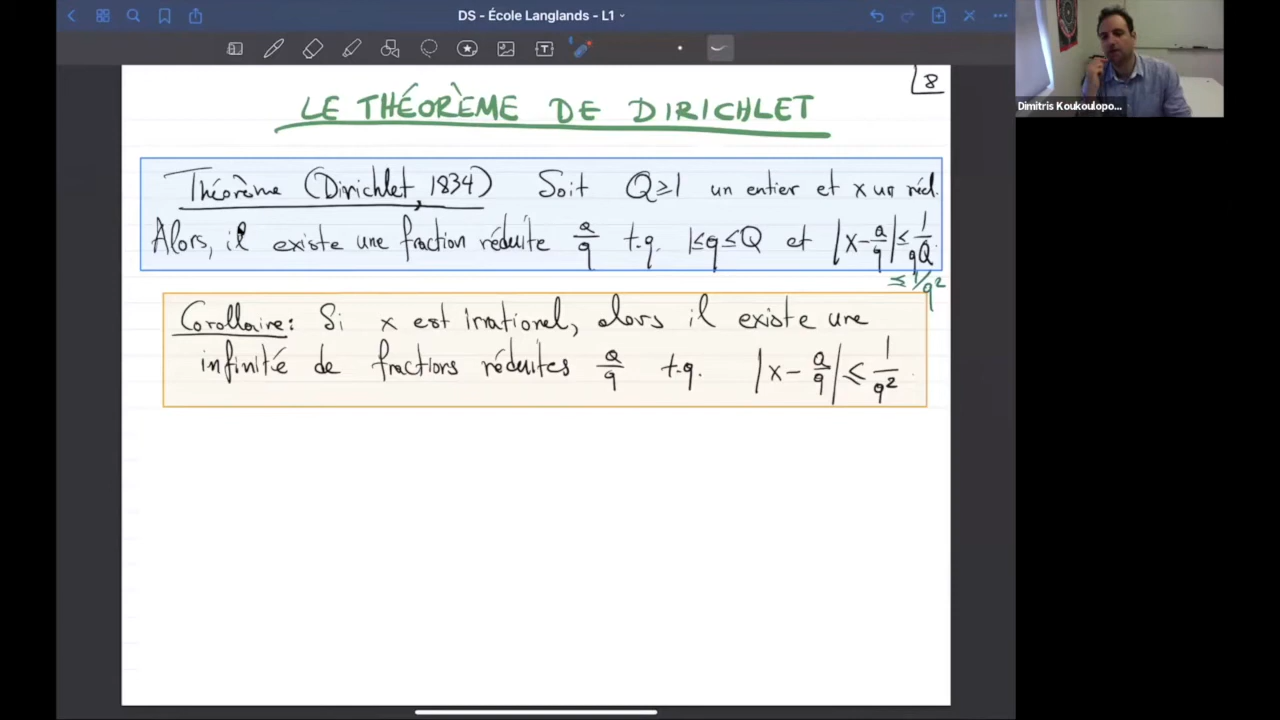 DS - École Langlands - L1
8
LE THÉORÈME DE DIRICHLET
Théorème (Dirichlet, 1834) Soit Q≥1 un entier et x un réel.
Alors, il existe une fraction réduite a/q t.q. 1≤q≤Q et |x-a/q|≤1/qQ
≤1/q²
Corollaire: Si x est irrationel, alors il existe une
infinité de fractions réduites a/q t.q. |x-a/q|≤1/q²
Dimitris Koukoulopo...